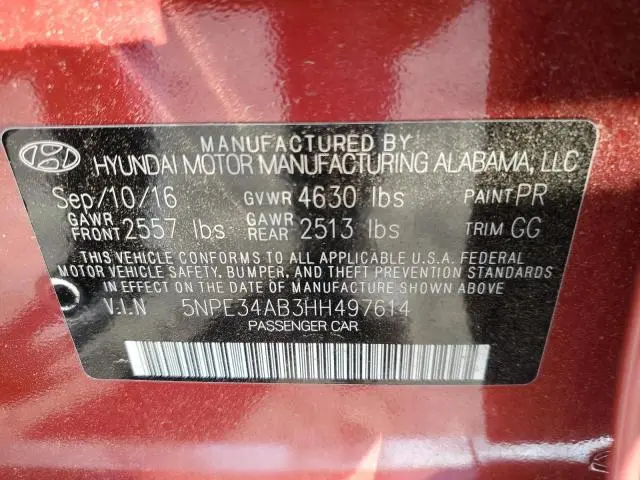 MANUFACTURED BY
HYUNDAI MOTOR MANUFACTURING ALABAMA, LLC
Sep/10/16 GVWR 4630 lbs PAINT PR
GAWR FRONT 2557 lbs GAWR REAR 2513 lbs TRIM GG
THIS VEHICLE CONFORMS TO ALL APPLICABLE U.S.A. FEDERAL
MOTOR VEHICLE SAFETY, BUMPER, AND THEFT PREVENTION
STANDARDS IN EFFECT ON THE DATE OF MANUFACTURE SHOWN ABOVE
V.I.N 5NPE34AB3HH497614
PASSENGER CAR